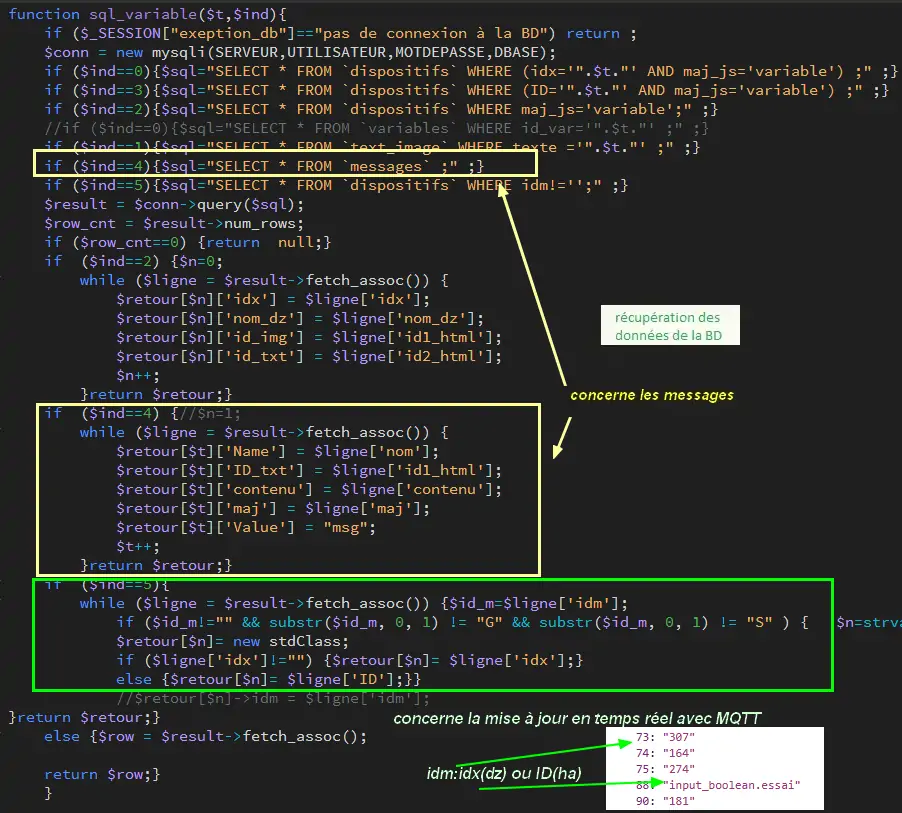 function sql_variable($t,$ind){
if ($_SESSION["exeption_db"]=="pas de connexion à la BD") return ;
$conn = new mysqli(SERVEUR,UTILISATEUR,MOTDEPASSE,DBASE);
if ($ind==0){$sql="SELECT * FROM `dispositifs` WHERE (idx='".$t."' AND maj_js='variable') ;" ;}
if ($ind==3){$sql="SELECT * FROM `dispositifs` WHERE (ID='".$t."' AND maj_js='variable') ;" ;}
if ($ind==2){$sql="SELECT * FROM `dispositifs` WHERE maj_js='variable';" ;}
//if ($ind==0){$sql="SELECT * FROM `variables` WHERE id_var='".$t."' ;" ;}
if ($ind==1){$sql="SELECT * FROM `text_image` WHERE texte ='".$t."' ;" ;}
if ($ind==4){$sql="SELECT * FROM `messages` ;" ;}
if ($ind==5){$sql="SELECT * FROM `dispositifs` WHERE idm!='';" ;}
$result = $conn->query($sql);
$row_cnt = $result->num_rows;
if ($row_cnt==0) {return  null;}
if  ($ind==2) {$n=0;
while ($ligne = $result->fetch_assoc()) {
$retour[$n]['idx'] = $ligne['idx'];
$retour[$n]['nom_dz'] = $ligne['nom_dz'];
$retour[$n]['id_img'] = $ligne['id1_html'];
$retour[$n]['id_txt'] = $ligne['id2_html'];
$n++;
}return $retour;}
récupération des
données de la BD
concerne les messages
if  ($ind==4) {//$n=1;
while ($ligne = $result->fetch_assoc()) {
$retour[$t]['Name'] = $ligne['nom'];
$retour[$t]['ID_txt'] = $ligne['id1_html'];
$retour[$t]['contenu'] = $ligne['contenu'];
$retour[$t]['maj'] = $ligne['maj'];
$retour[$t]['Value'] = "msg";
$t++;
}return $retour;}
if  ($ind==5){
while ($ligne = $result->fetch_assoc()) {$id_m=$ligne['idm'];
if ($id_m!="" && substr($id_m, 0, 1) != "G" && substr($id_m, 0, 1) != "S" ) {  $n=strva
$retour[$n]= new stdClass;
if ($ligne['idx']!="") {$retour[$n]= $ligne['idx'];}
else {$retour[$n]= $ligne['ID'];}}
//$retour[$n]->idm = $ligne['idm'];
}return $retour;}
concerne la mise à jour en temps réel avec MQTT
else {$row = $result->fetch_assoc();
return $row;}
}
idm:idx(dz) ou ID(ha)
73: "307"
74: "164"
75: "274"
88: "input_boolean.essai"
90: "181"